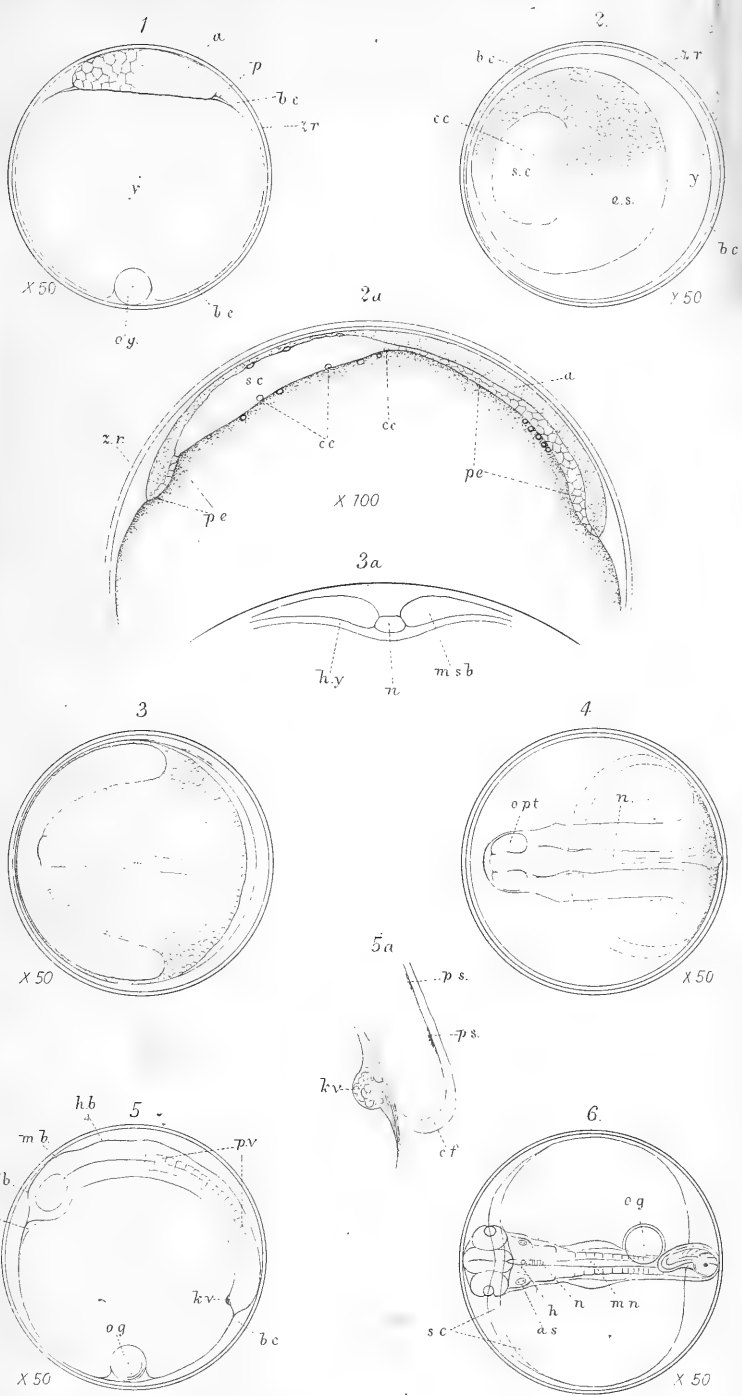 1
a
p
b c
z r
y
X 50
b c
o g.
2.
b c
z r
c c
s. c
e. s.
y
b c
X 50
2a
s c
a
z. r.
c c
c c
p e
p e
X 100
3a
h. y
n
m s b
3
X 50
4
o p t
n.
X 50
5a
p s.
p s.
k v
c f
5
h b
m b.
b.
p. v
k v
b c
o g
X 50
6.
o g
h
n
m n
a s
s c
X 50